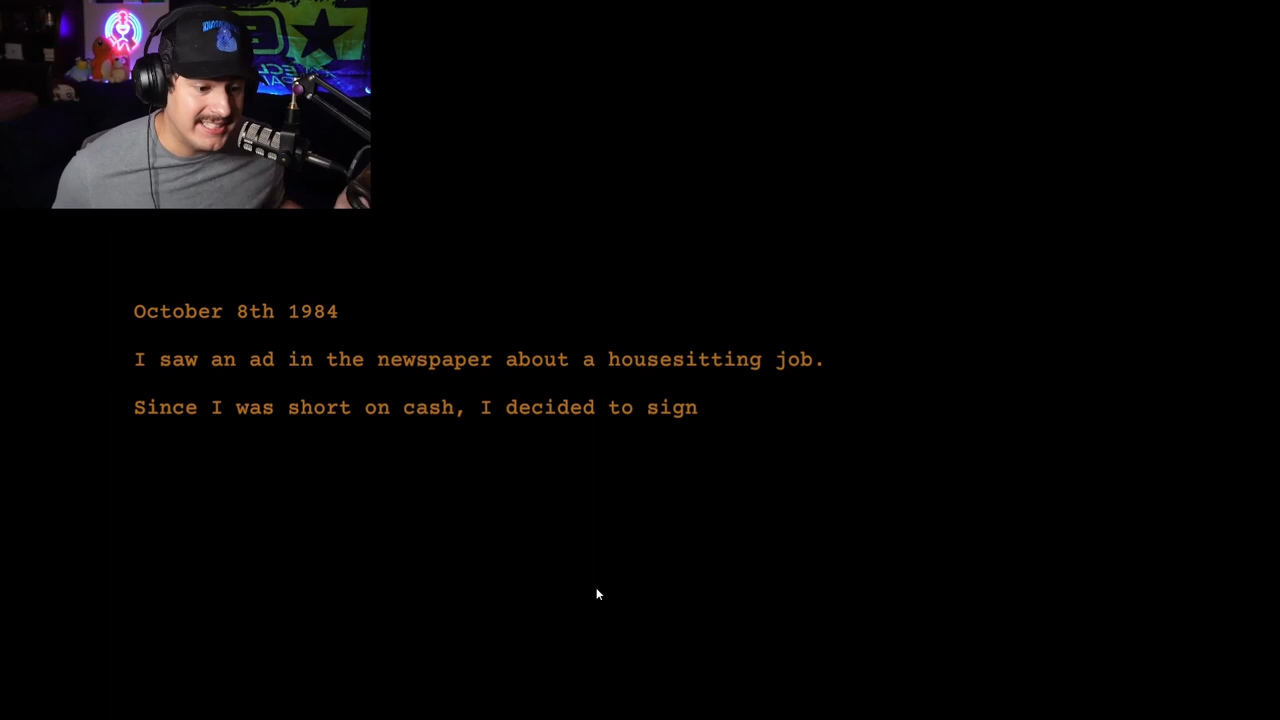 October 8th 1984
I saw an ad in the newspaper about a housesitting job.
Since I was short on cash, I decided to sign